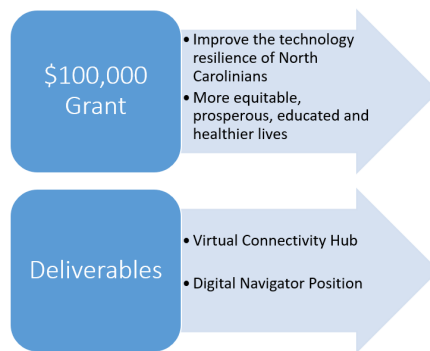 $100,000
Grant
• Improve the technology
resilience of North
Carolinians
• More equitable,
prosperous, educated and
healthier lives
Deliverables
• Virtual Connectivity Hub
• Digital Navigator Position